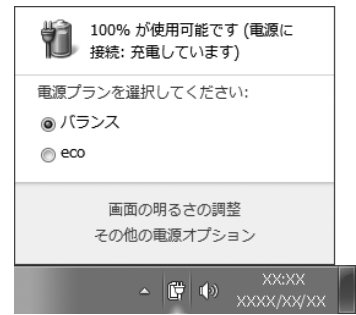 100% が使用可能です (電源に
接続: 充電しています)
電源プランを選択してください:
バランス
eco
画面の明るさの調整
その他の電源オプション
XX:XX
XXXX/XX/XX